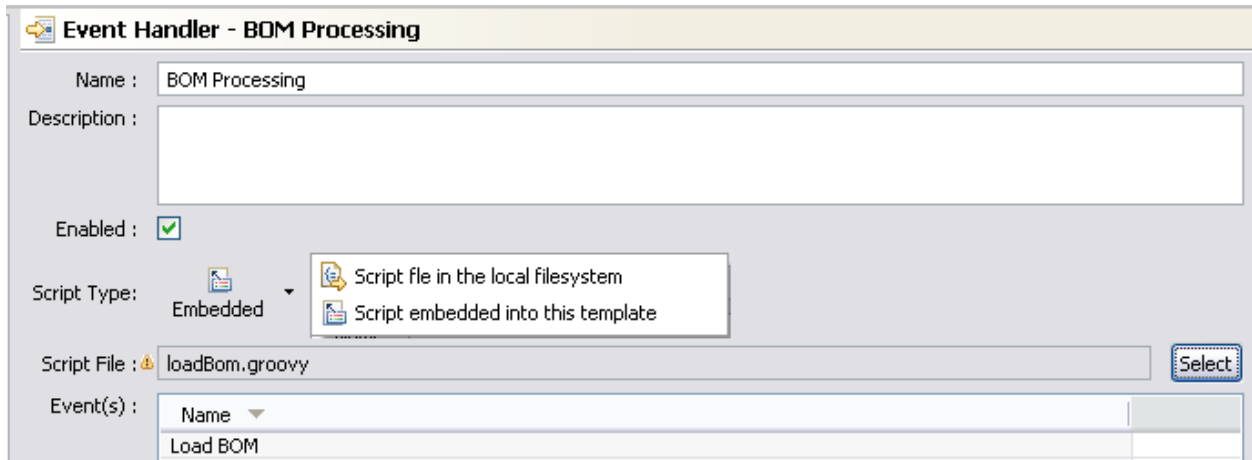 Event Handler - BOM Processing
Name : BOM Processing
Description :
Enabled :
Script fle in the local filesystem
Script Type: Embedded
Script embedded into this template
Script File : loadBom.groovy Select
Event(s) : Name
Load BOM